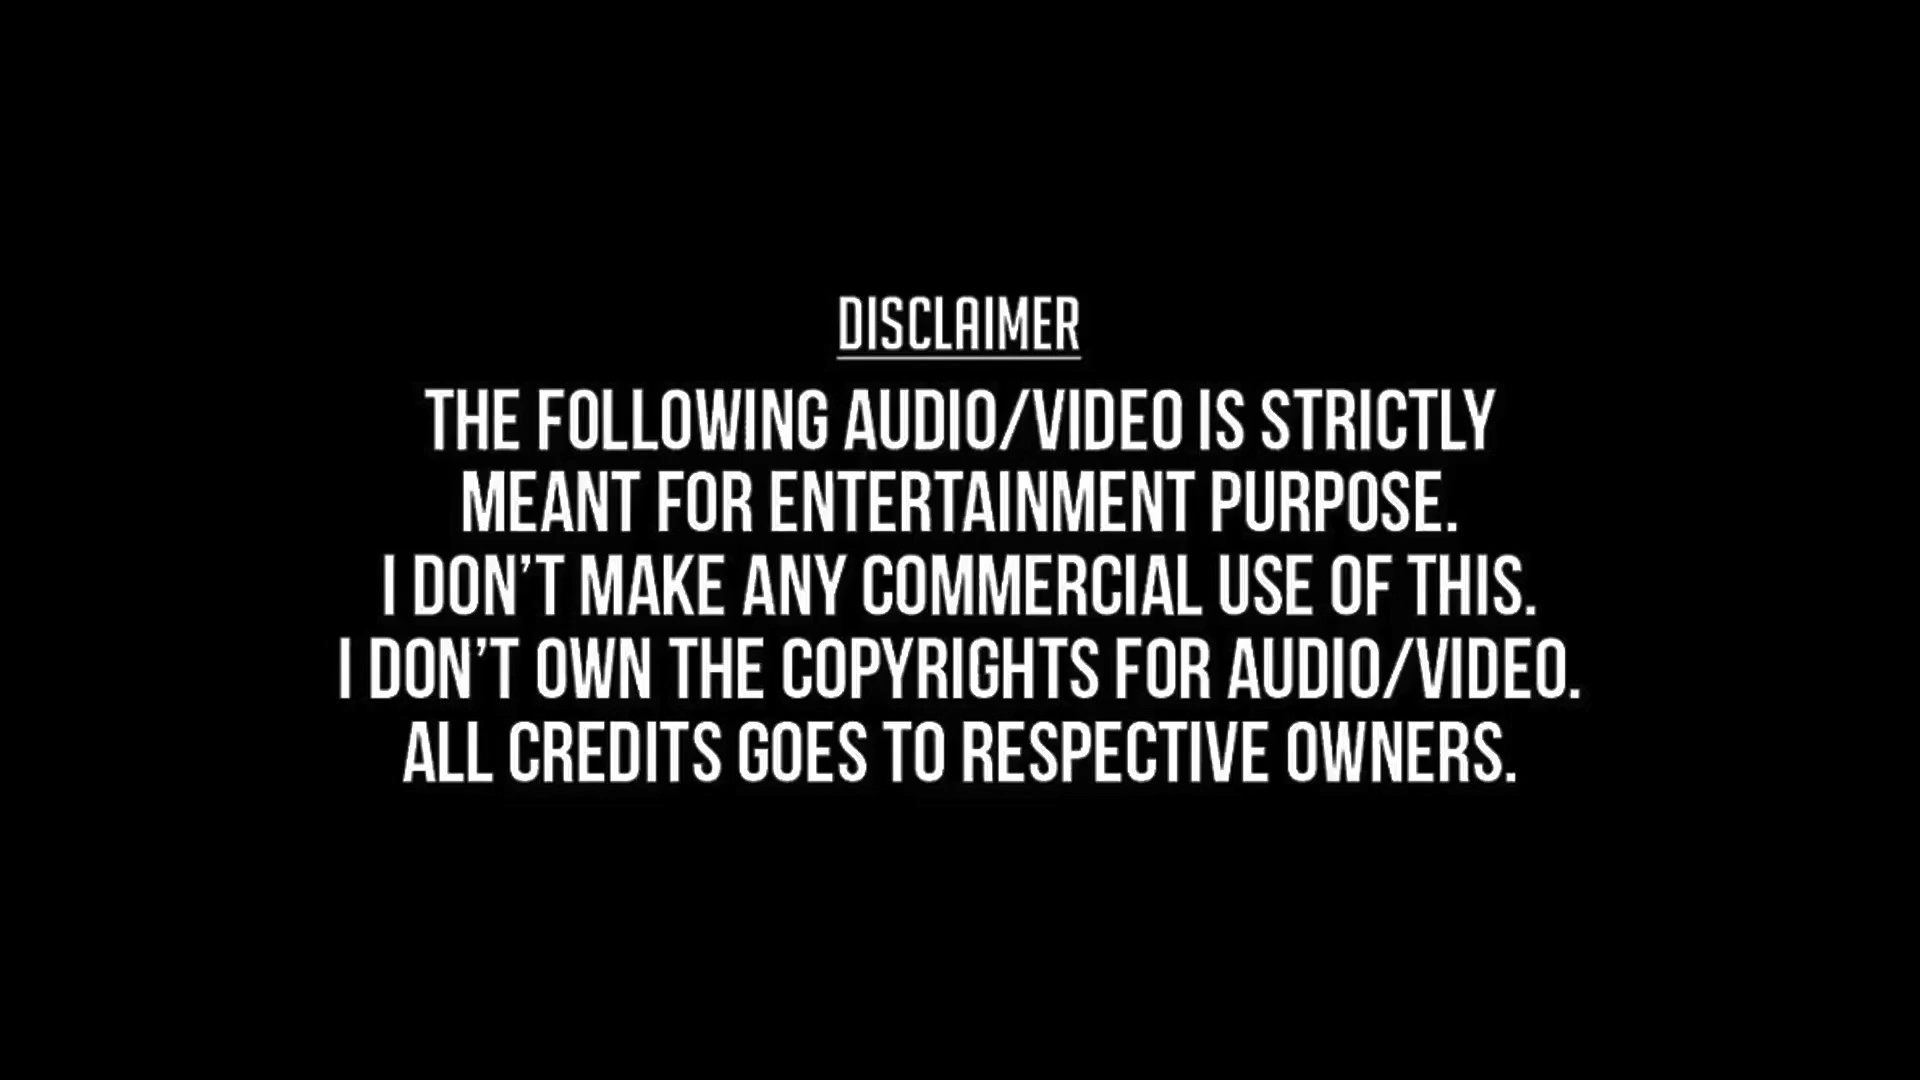 DISCLAIMER
THE FOLLOWING AUDIO/VIDEO IS STRICTLY
MEANT FOR ENTERTAINMENT PURPOSE.
I DON'T MAKE ANY COMMERCIAL USE OF THIS.
I DON'T OWN THE COPYRIGHTS FOR AUDIO/VIDEO.
ALL CREDITS GOES TO RESPECTIVE OWNERS.